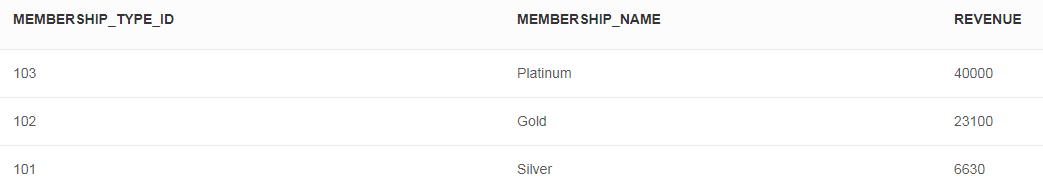 MEMBERSHIP_TYPE_ID MEMBERSHIP_NAME REVENUE
103 Platinum 40000
102 Gold 23100
101 Silver 6630